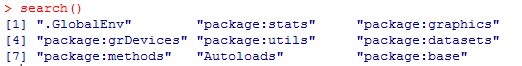 > search()
[1] ".GlobalEnv"        "package:stats"     "package:graphics"
[4] "package:grDevices" "package:utils"     "package:datasets"
[7] "package:methods"   "Autoloads"         "package:base"